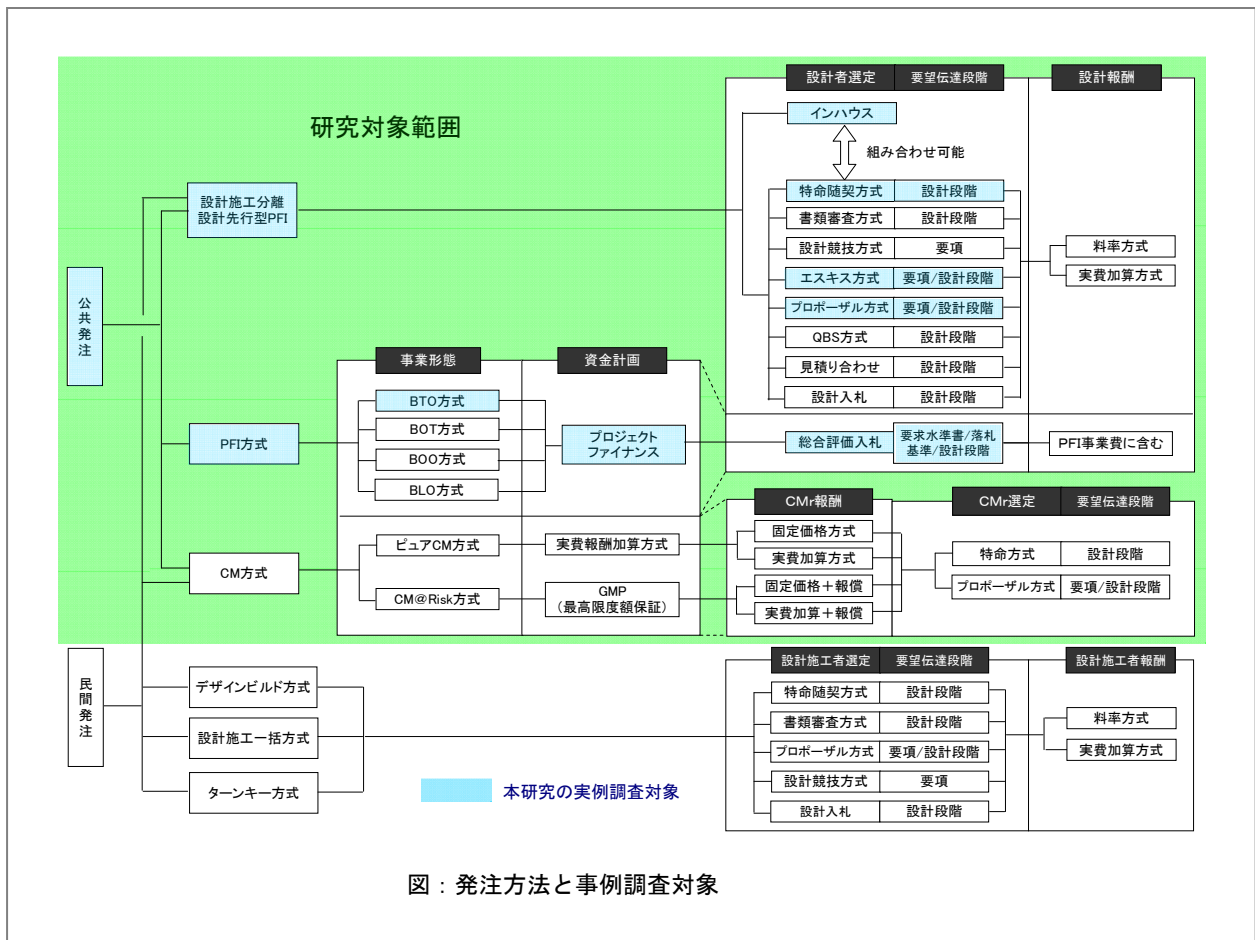 研究対象範囲
設計者選定 要望伝達段階 設計報酬
インハウス
組み合わせ可能
設計施工分離
設計先行型PFI
特命随契方式 設計段階
書類審査方式 設計段階
設計競技方式 要項
エスキス方式 要項/設計段階
プロポーザル方式 要項/設計段階
QBS方式 設計段階
見積り合わせ 設計段階
設計入札 設計段階
料率方式
実費加算方式
公共発注
事業形態 資金計画
BTO方式
BOT方式
BOO方式
BLO方式
PFI方式
プロジェクト
ファイナンス
総合評価入札
要求水準書/落札
基準/設計段階
PFI事業費に含む
CMr報酬
CMr選定 要望伝達段階
CM方式
ピュアCM方式 実費報酬加算方式
CM@Risk方式
GMP
(最高限度額保証)
固定価格方式
実費加算方式
固定価格＋報償
実費加算＋報償
特命方式 設計段階
プロポーザル方式 要項/設計段階
民間発注
デザインビルド方式
設計施工一括方式
ターンキー方式
設計施工者選定 要望伝達段階 設計施工者報酬
特命随契方式 設計段階
書類審査方式 設計段階
プロポーザル方式 要項/設計段階
設計競技方式 要項
設計入札 設計段階
料率方式
実費加算方式
本研究の実例調査対象
図：発注方法と事例調査対象